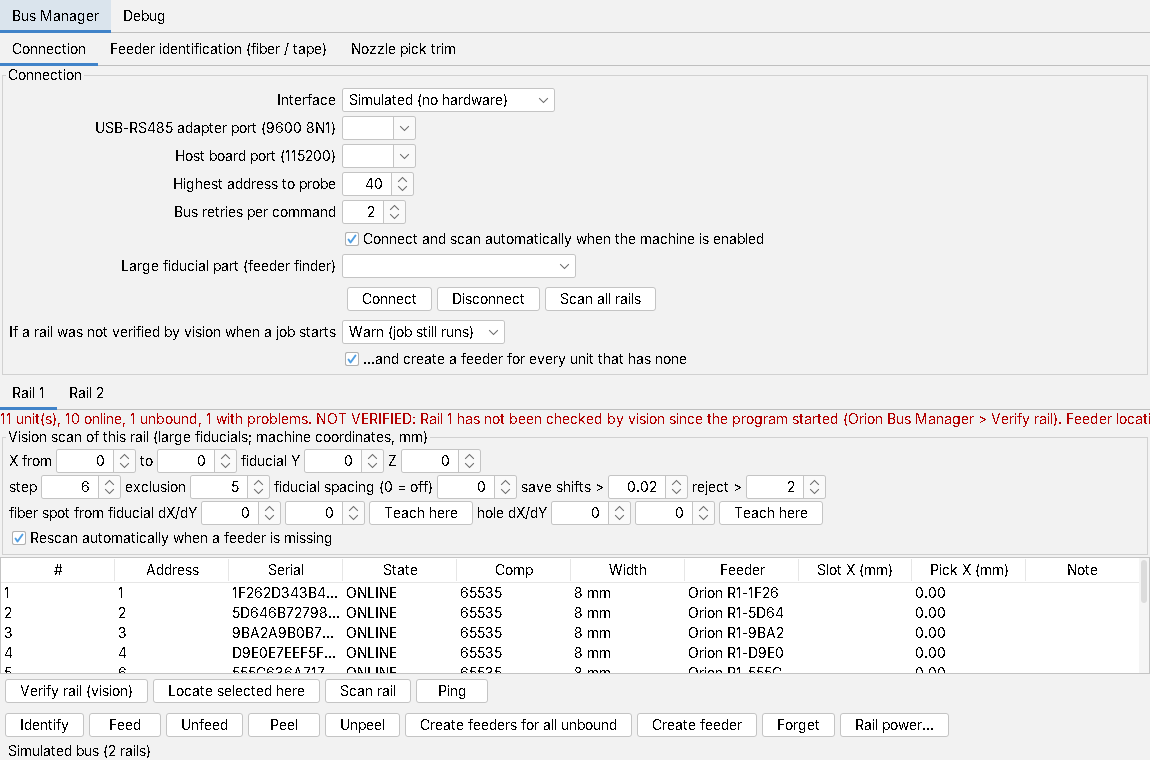 Bus Manager Debug
Connection Feeder identification (fiber / tape) Nozzle pick trim
Connection
Interface Simulated (no hardware)
USB-RS485 adapter port (9600 8N1)
Host board port (115200)
Highest address to probe 40
Bus retries per command 2
Connect and scan automatically when the machine is enabled
Large fiducial part (feeder finder)
Connect Disconnect Scan all rails
If a rail was not verified by vision when a job starts Warn (job still runs)
...and create a feeder for every unit that has none
Rail 1 Rail 2
11 unit(s), 10 online, 1 unbound, 1 with problems. NOT VERIFIED: Rail 1 has not been checked by vision since the program started (Orion Bus Manager > Verify rail). Feeder locati
Vision scan of this rail (large fiducials; machine coordinates, mm)
X from 0 to 0 fiducial Y 0 Z 0
step 6 exclusion 5 fiducial spacing (0 = off) 0 save shifts > 0.02 reject > 2
fiber spot from fiducial dX/dY 0 0 Teach here hole dX/dY 0 0 Teach here
Rescan automatically when a feeder is missing
# Address Serial State Comp Width Feeder Slot X (mm) Pick X (mm) Note
1 1 1F262D343B4... ONLINE 65535 8 mm Orion R1-1F26 0.00
2 2 5D646B72798... ONLINE 65535 8 mm Orion R1-5D64 0.00
3 3 9BA2A9B0B7... ONLINE 65535 8 mm Orion R1-9BA2 0.00
4 4 D9E0E7EEF5F... ONLINE 65535 8 mm Orion R1-D9E0 0.00
5 6 555C636A717... ONLINE 65535 8 mm Orion R1-555C 0.00
Verify rail (vision) Locate selected here Scan rail Ping
Identify Feed Unfeed Peel Unpeel Create feeders for all unbound Create feeder Forget Rail power...
Simulated bus (2 rails)